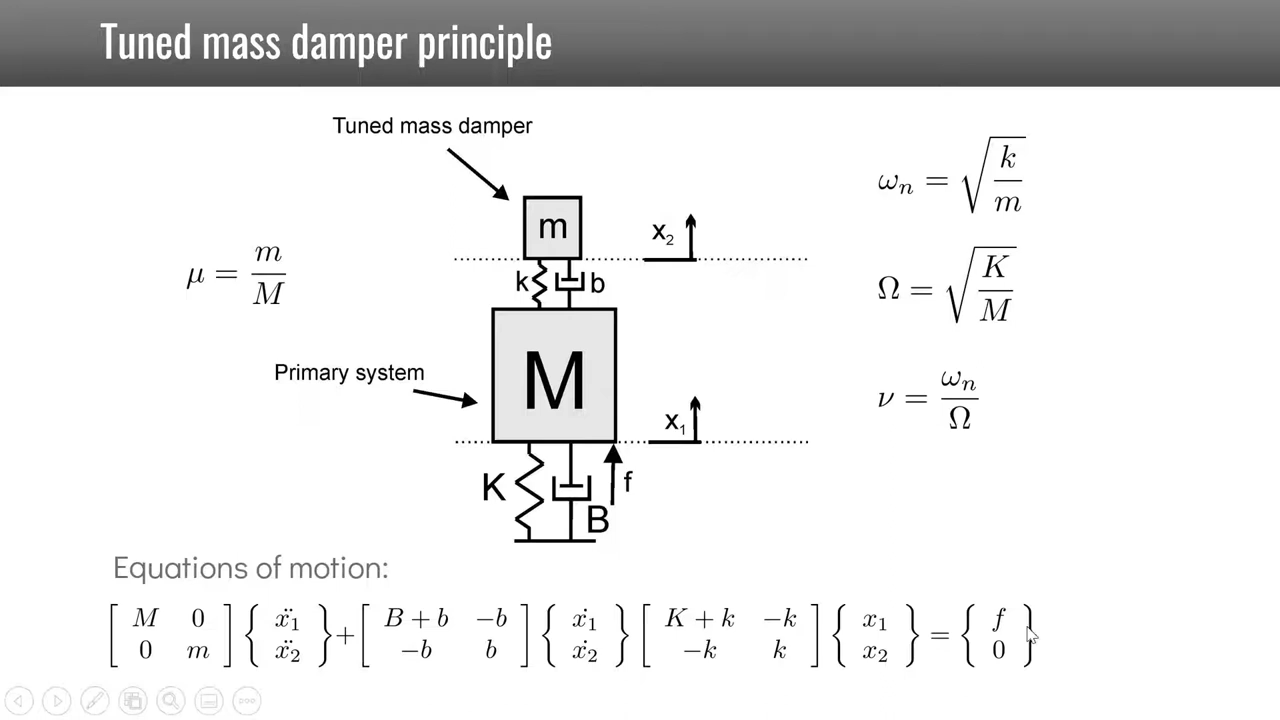 Tuned mass damper principle
Tuned mass damper
m
x₂
k
b
μ = m/M
ωₙ = √(k/m)
Ω = √(K/M)
ν = ωₙ/Ω
M
Primary system
x₁
K
B
f
Equations of motion:
[ M 0 ; 0 m ] { ẍ₁ ; ẍ₂ } + [ B + b −b ; −b b ] { ẋ₁ ; ẋ₂ } [ K + k −k ; −k k ] { x₁ ; x₂ } = { f ; 0 }